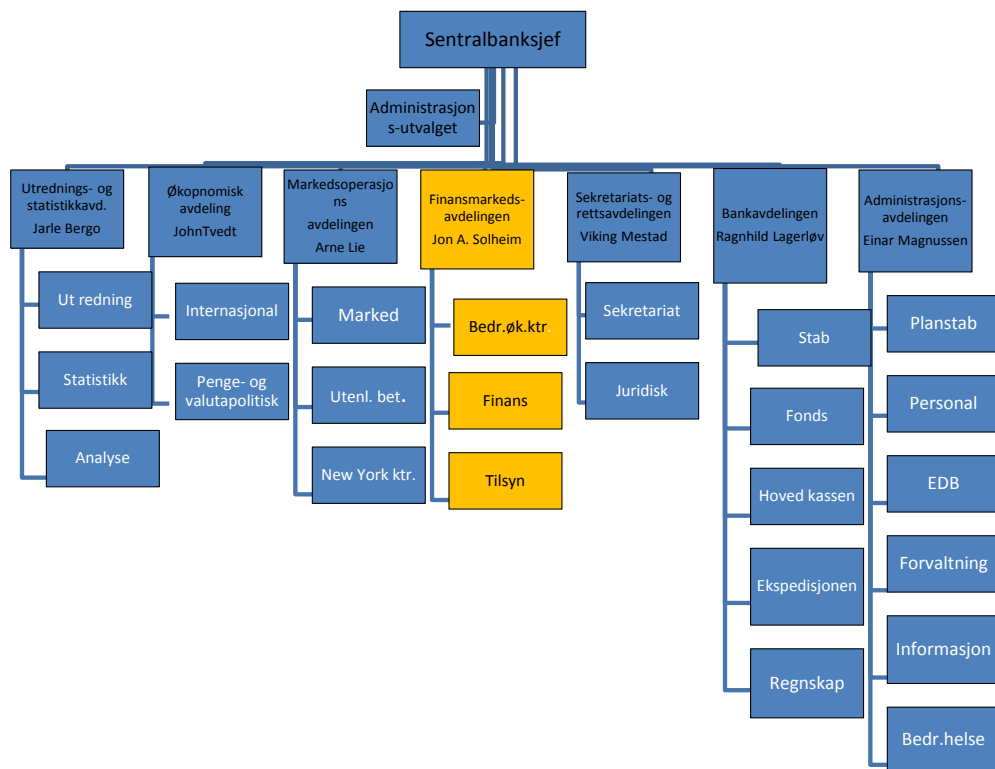 Sentralbanksjef
Administrasjon
s-utvalget
Utrednings- og
statistikkavd.
Jarle Bergo
Ut redning
Statistikk
Analyse
Økopnomisk
avdeling
JohnTvedt
Internasjonal
Penge- og
valutapolitisk
Markedsoperasjo
ns
avdelingen
Arne Lie
Marked
Utenl. bet.
New York ktr.
Finansmarkeds-
avdelingen
Jon A. Solheim
Bedr.øk.ktr.
Finans
Tilsyn
Sekretariats- og
rettsavdelingen
Viking Mestad
Sekretariat
Juridisk
Bankavdelingen
Ragnhild Lagerløv
Stab
Fonds
Hoved kassen
Ekspedisjonen
Regnskap
Administrasjons-
avdelingen
Einar Magnussen
Planstab
Personal
EDB
Forvaltning
Informasjon
Bedr.helse